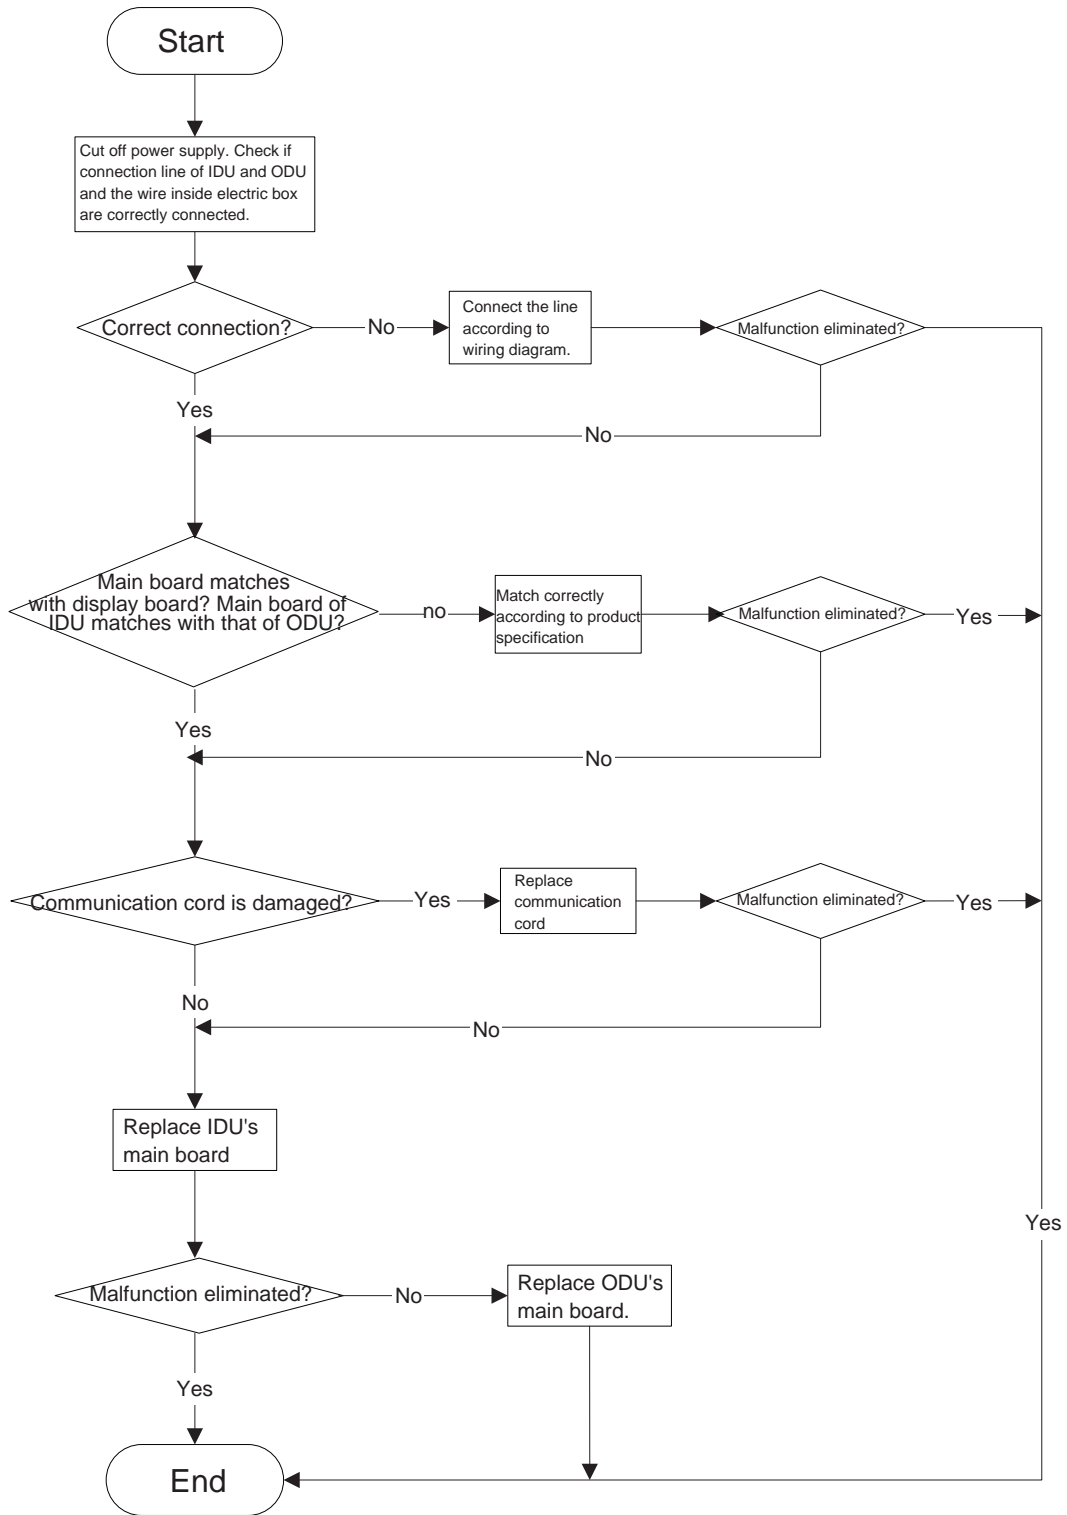 Start
Cut off power supply. Check if
connection line of IDU and ODU
and the wire inside electric box
are correctly connected.
Correct connection?
No
Connect the line
according to
wiring diagram.
Malfunction eliminated?
Yes
No
Main board matches
with display board? Main board of
IDU matches with that of ODU?
no
Match correctly
according to product
specification
Malfunction eliminated?
Yes
Yes
No
Communication cord is damaged?
Yes
Replace
communication
cord
Malfunction eliminated?
Yes
No
No
Replace IDU's
main board
Yes
Malfunction eliminated?
No
Replace ODU's
main board.
Yes
End